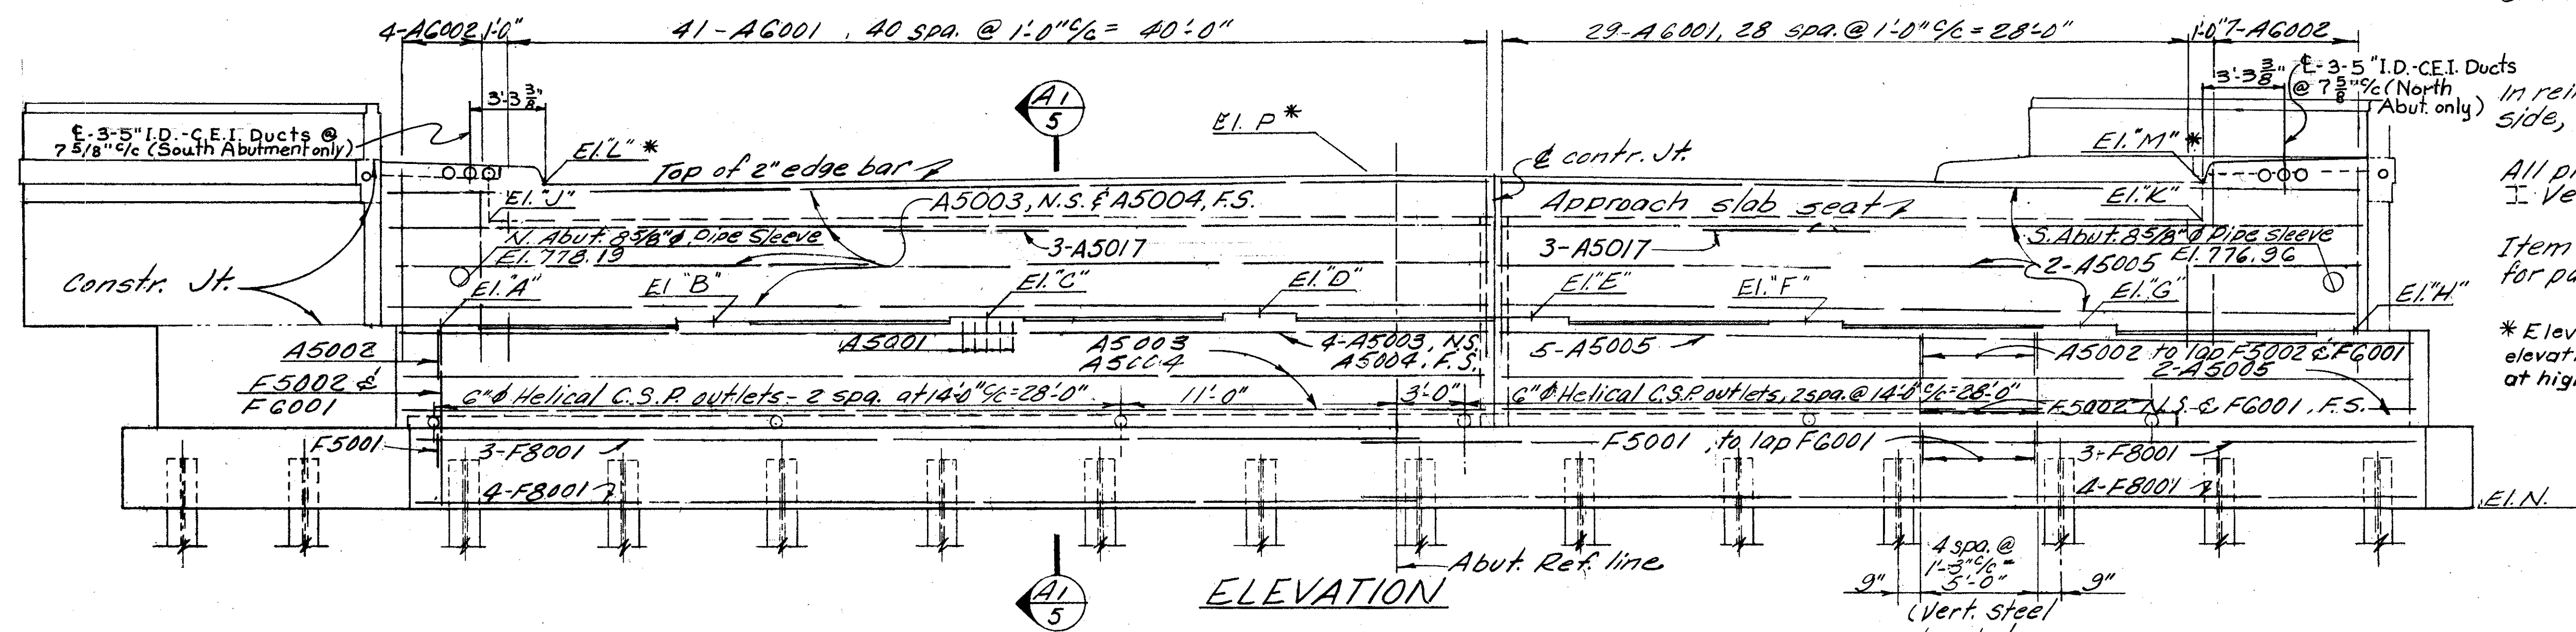 4-A6002 1'-0"
41-A6001, 40 spa. @ 1'-0" c/c = 40'-0"
29-A6001, 28 spa. @ 1'-0" c/c = 28'-0"
1'-0" 7-A6002
3'-3 3/8"
A1
5
El. P *
3'-3 3/8"
℄-3-5" I.D.-C.E.I. Ducts
@ 7 5/8" c/c (North
Abut. only)
In rei
side,
℄-3-5" I.D.-C.E.I. Ducts @
7 5/8" c/c (South Abutment only)
El. "L" *
Top of 2" edge bar
℄ contr. Jt.
El. "M" *
El. "J"
A5003, N.S. & A5004, F.S.
Approach slab seat
El. "K"
All p
I Ve
N. Abut. 8 5/8" φ Pipe Sleeve
El. 778.19
3-A5017
3-A5017
S. Abut. 8 5/8" φ Pipe Sleeve
El. 776.96
2-A5005
Item
for pa
Constr. Jt.
El. "A"
El "B"
El. "C"
El. "D"
El. "E"
El. "F"
El. "G"
El. "H"
* Elev
elevat
at hig
A5002
A5001
A5003
A5004
4-A5003, N.S.
A5004, F.S.
5-A5005
A5002 to lap F5002 & F6001
2-A5005
F5002 &
F6001
6" φ Helical C.S.P. outlets - 2 spa. at 14'-0" c/c = 28'-0"
11'-0"
3'-0"
6" φ Helical C.S.P. outlets, 2 spa. @ 14'-0" c/c = 28'-0"
F5002 N.S. & F6001, F.S.
F5001
3-F8001
F5001, to lap F6001
3-F8001
4-F8001
4-F8001
El. N.
Abut. Ref. line
4 spa. @
1'-3" c/c =
5'-0"
9"
9"
(Vert. steel
A1
5
ELEVATION